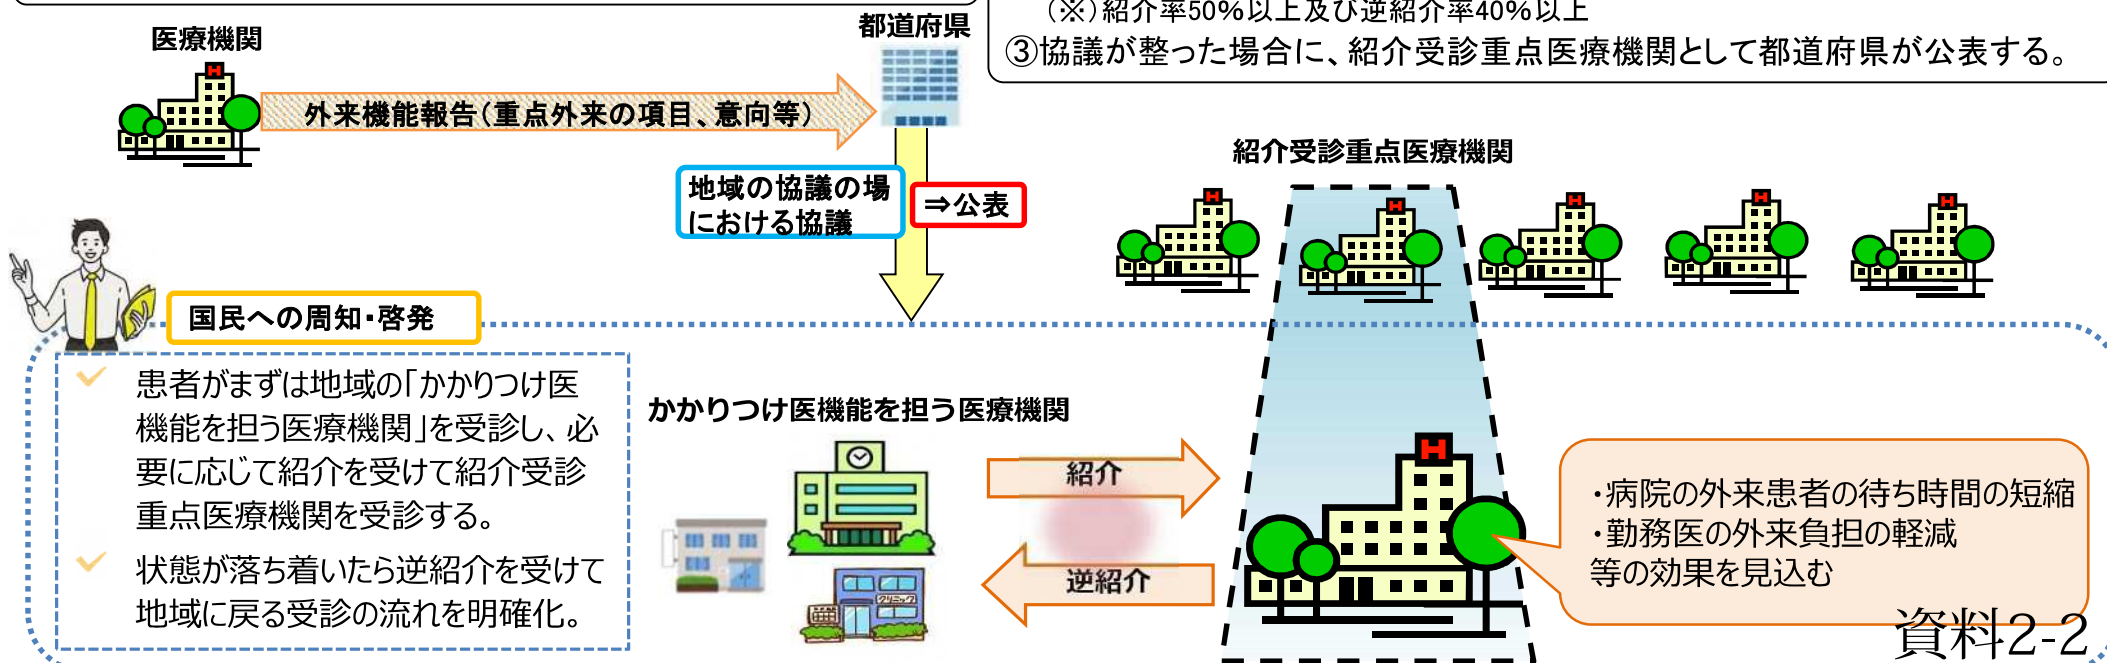 (※)紹介率50%以上及び逆紹介率40%以上
③協議が整った場合に、紹介受診重点医療機関として都道府県が公表する。
都道府県
医療機関
外来機能報告(重点外来の項目、意向等)
地域の協議の場
における協議
⇒公表
紹介受診重点医療機関
国民への周知・啓発
患者がまずは地域の「かかりつけ医
機能を担う医療機関」を受診し、必
要に応じて紹介を受けて紹介受診
重点医療機関を受診する。
状態が落ち着いたら逆紹介を受けて
地域に戻る受診の流れを明確化。
かかりつけ医機能を担う医療機関
クリニック
紹介
逆紹介
・病院の外来患者の待ち時間の短縮
・勤務医の外来負担の軽減
等の効果を見込む
資料2-2